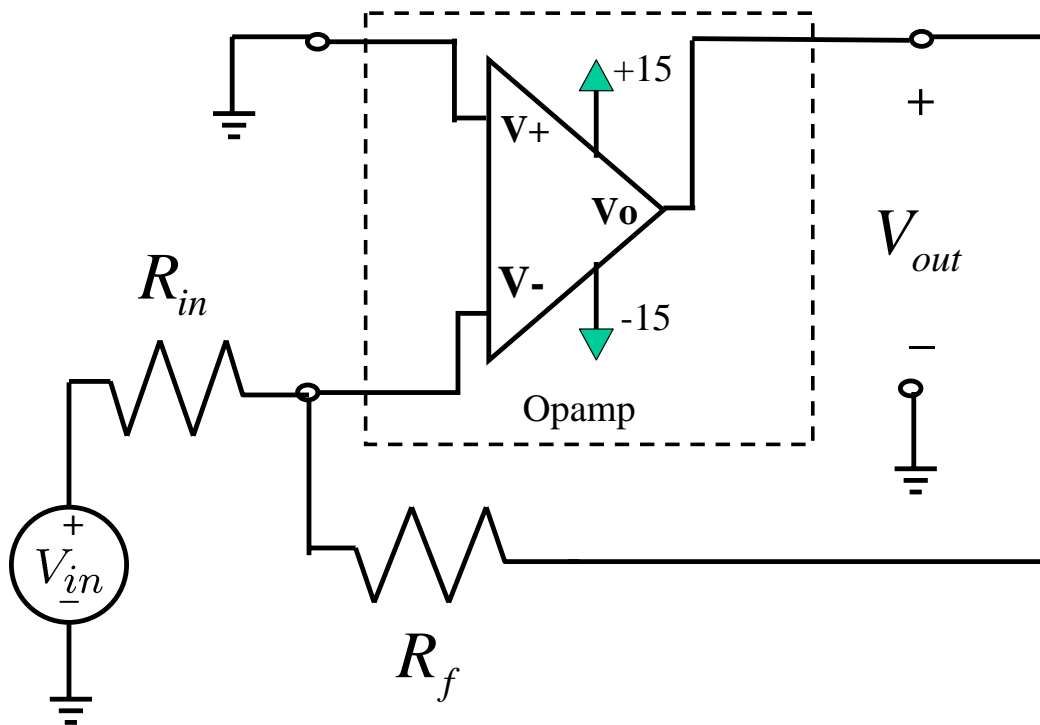 +15
V+
+
Vo
V_out
R_in
V-
-15
−
Opamp
+
V_in
−
R_f